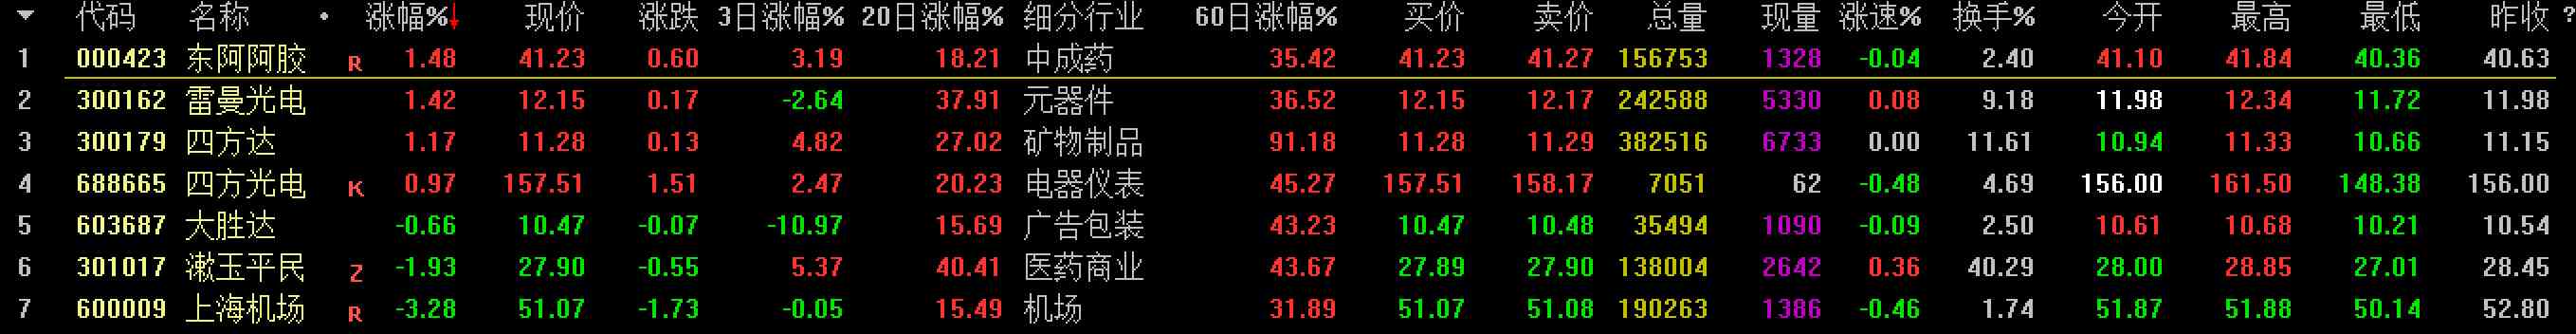 代码 名称 • 涨幅%↓ 现价 涨跌 3日涨幅% 20日涨幅% 细分行业 60日涨幅% 买价 卖价 总量 现量 涨速% 换手% 今开 最高 最低 昨收 ?
1 000423 东阿阿胶 R 1.48 41.23 0.60 3.19 18.21 中成药 35.42 41.23 41.27 156753 1328 -0.04 2.40 41.10 41.84 40.36 40.63
2 300162 雷曼光电 1.42 12.15 0.17 -2.64 37.91 元器件 36.52 12.15 12.17 242588 5330 0.08 9.18 11.98 12.34 11.72 11.98
3 300179 四方达 1.17 11.28 0.13 4.82 27.02 矿物制品 91.18 11.28 11.29 382516 6733 0.00 11.61 10.94 11.33 10.66 11.15
4 688665 四方光电 K 0.97 157.51 1.51 2.47 20.23 电器仪表 45.27 157.51 158.17 7051 62 -0.48 4.69 156.00 161.50 148.38 156.00
5 603687 大胜达 -0.66 10.47 -0.07 -10.97 15.69 广告包装 43.23 10.47 10.48 35494 1090 -0.09 2.50 10.61 10.68 10.21 10.54
6 301017 漱玉平民 Z -1.93 27.90 -0.55 5.37 40.41 医药商业 43.67 27.89 27.90 138004 2642 0.36 40.29 28.00 28.85 27.01 28.45
7 600009 上海机场 R -3.28 51.07 -1.73 -0.05 15.49 机场 31.89 51.07 51.08 190263 1386 -0.46 1.74 51.87 51.88 50.14 52.80